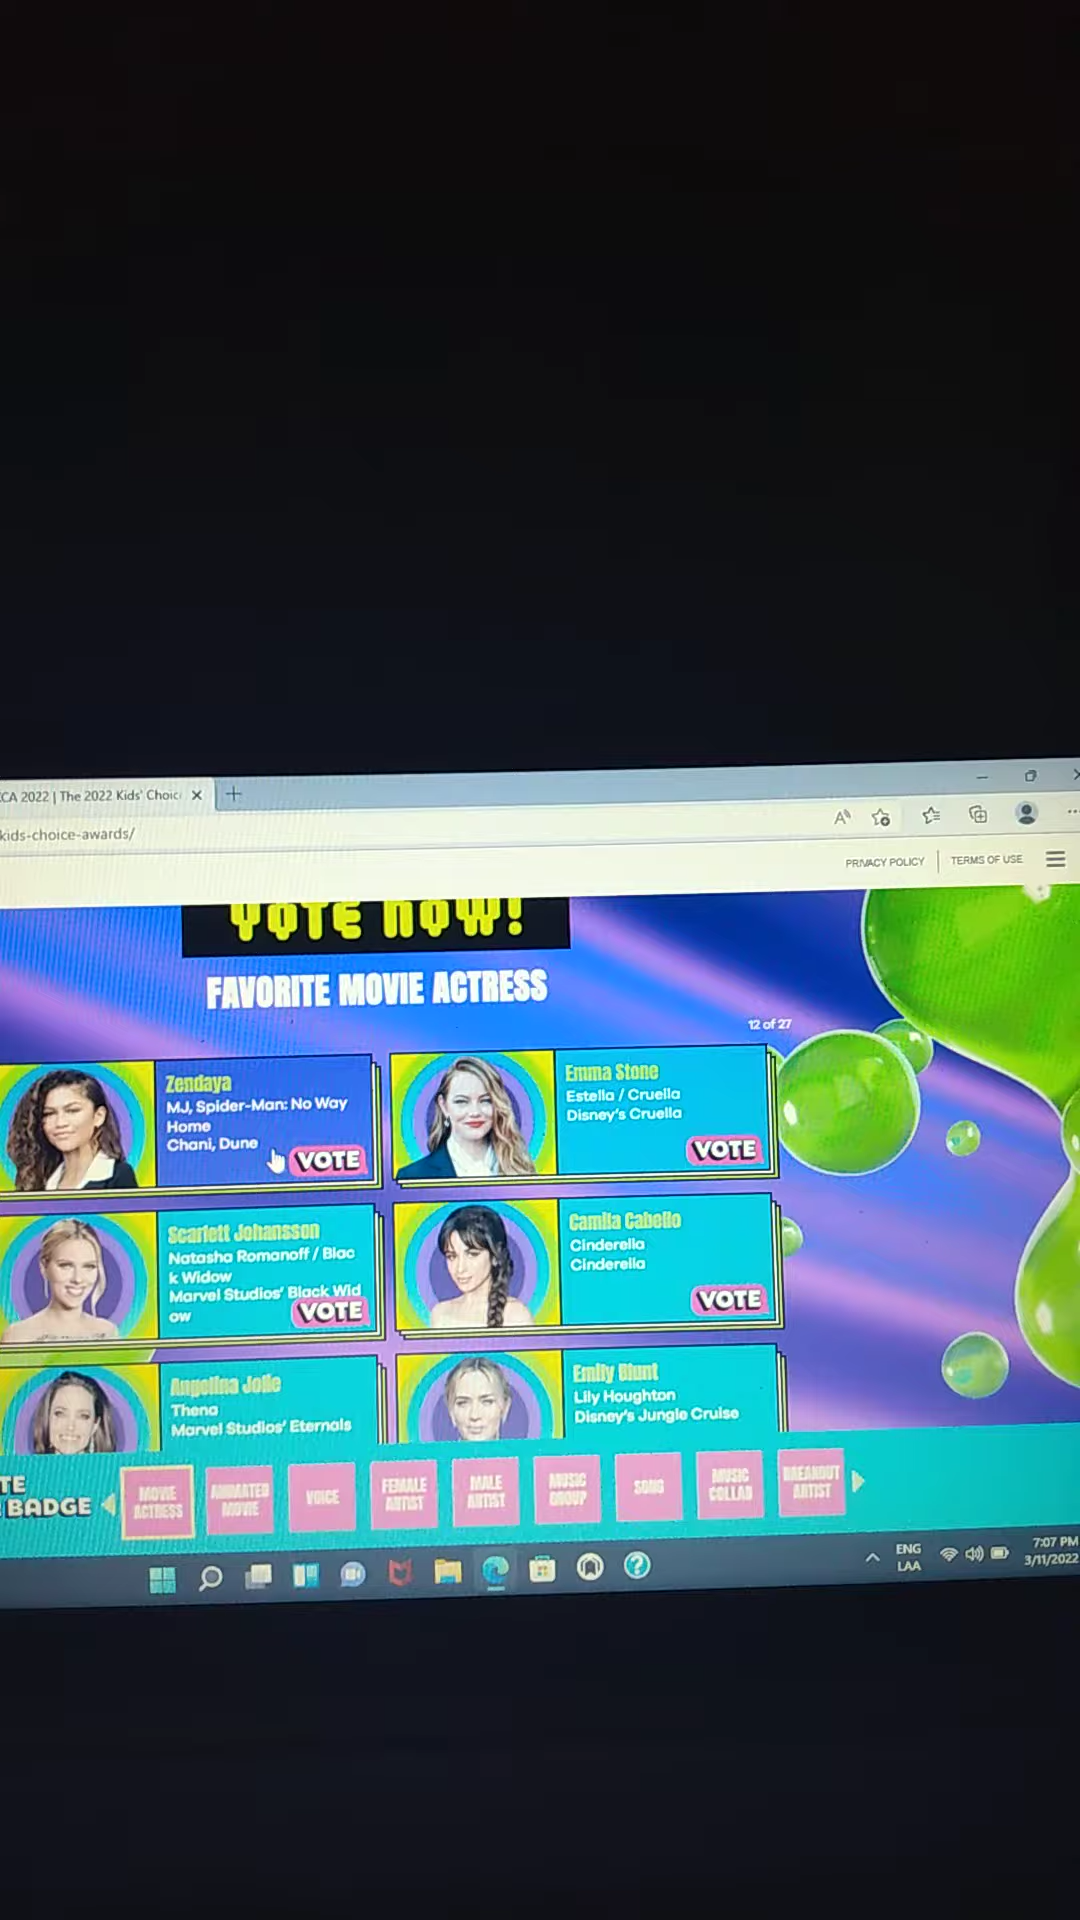 CA 2022 | The 2022 Kids' Choic
kids-choice-awards/
PRIVACY POLICY
TERMS OF USE
VOTE NOW!
FAVORITE MOVIE ACTRESS
12 of 27
Zendaya
MJ, Spider-Man: No Way
Home
Chani, Dune
VOTE
Emma Stone
Estella / Cruella
Disney's Cruella
VOTE
Scarlett Johansson
Natasha Romanoff / Blac
k Widow
Marvel Studios' Black Wid
ow
VOTE
Camila Cabello
Cinderella
Cinderella
VOTE
Angelina Jolie
Thena
Marvel Studios' Eternals
Emily Blunt
Lily Houghton
Disney's Jungle Cruise
TE
BADGE
MOVIE
ACTRESS
ANIMATED
MOVIE
VOICE
FEMALE
ARTIST
MALE
ARTIST
MUSIC
GROUP
SONG
MUSIC
COLLAB
BREAKOUT
ARTIST
ENG
LAA
7:07 PM
3/11/2022